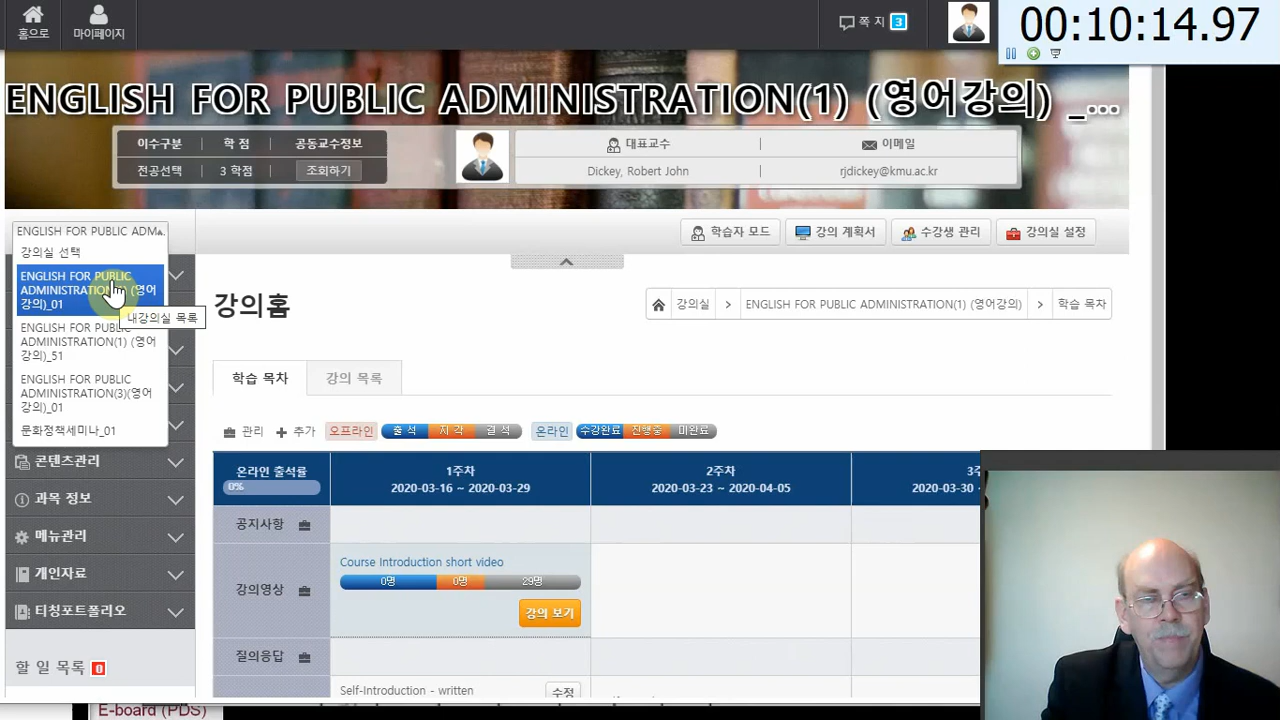 홈으로
마이페이지
쪽 지 3
00:10:14.97
ENGLISH FOR PUBLIC ADMINISTRATION(1) (영어강의) _...
이수구분 학 점 공동교수정보
전공선택 3 학점 조회하기
대표교수 이메일
Dickey, Robert John rjdickey@kmu.ac.kr
ENGLISH FOR PUBLIC ADM
강의실 선택
ENGLISH FOR PUBLIC
ADMINISTRATION (영어
강의)_01
내강의실 목록
ENGLISH FOR PUBLIC
ADMINISTRATION(1) (영어
강의)_51
ENGLISH FOR PUBLIC
ADMINISTRATION(3)(영어
강의)_01
문화정책세미나_01
콘텐츠관리
과목 정보
메뉴관리
개인자료
티칭포트폴리오
할 일 목록 0
학습자 모드 강의 계획서 수강생 관리 강의실 설정
강의홈
강의실 > ENGLISH FOR PUBLIC ADMINISTRATION(1) (영어강의) > 학습 목차
학습 목차 강의 목록
관리 + 추가 오프라인 출 석 지 각 결 석 온라인 수강완료 진행중 미완료
온라인 출석률 1주차 2주차
0% 2020-03-16 ~ 2020-03-29 2020-03-23 ~ 2020-04-05 2020-03-30
공지사항
강의영상
Course Introduction short video
0명 0명 29명
강의 보기
질의응답
Self-Introduction - written 수정
E-board (PDS)